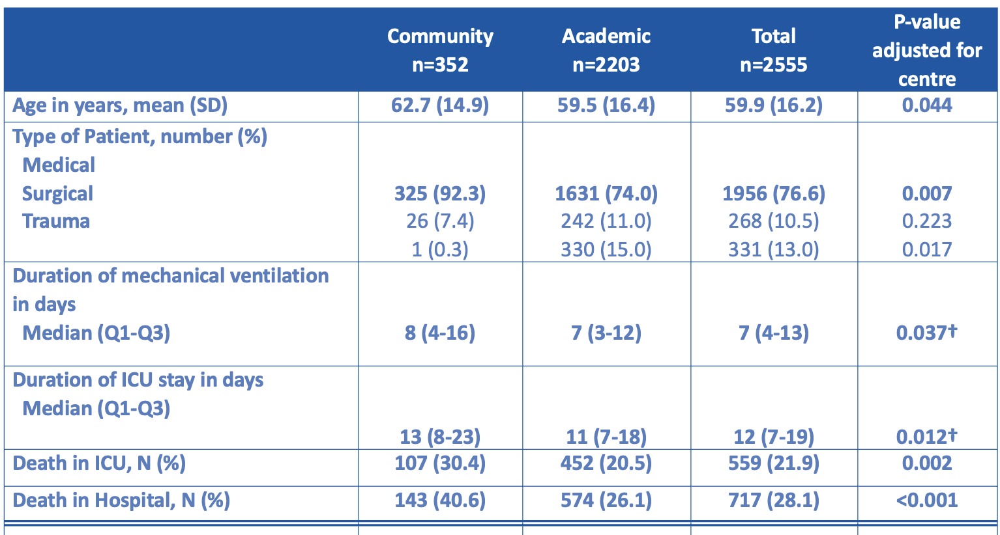 Community n=352 Academic n=2203 Total n=2555 P-value adjusted for centre
Age in years, mean (SD) 62.7 (14.9) 59.5 (16.4) 59.9 (16.2) 0.044
Type of Patient, number (%)
Medical
Surgical 325 (92.3) 1631 (74.0) 1956 (76.6) 0.007
Trauma 26 (7.4) 242 (11.0) 268 (10.5) 0.223
1 (0.3) 330 (15.0) 331 (13.0) 0.017
Duration of mechanical ventilation
in days
Median (Q1-Q3) 8 (4-16) 7 (3-12) 7 (4-13) 0.037†
Duration of ICU stay in days
Median (Q1-Q3)
13 (8-23) 11 (7-18) 12 (7-19) 0.012†
Death in ICU, N (%) 107 (30.4) 452 (20.5) 559 (21.9) 0.002
Death in Hospital, N (%) 143 (40.6) 574 (26.1) 717 (28.1) <0.001